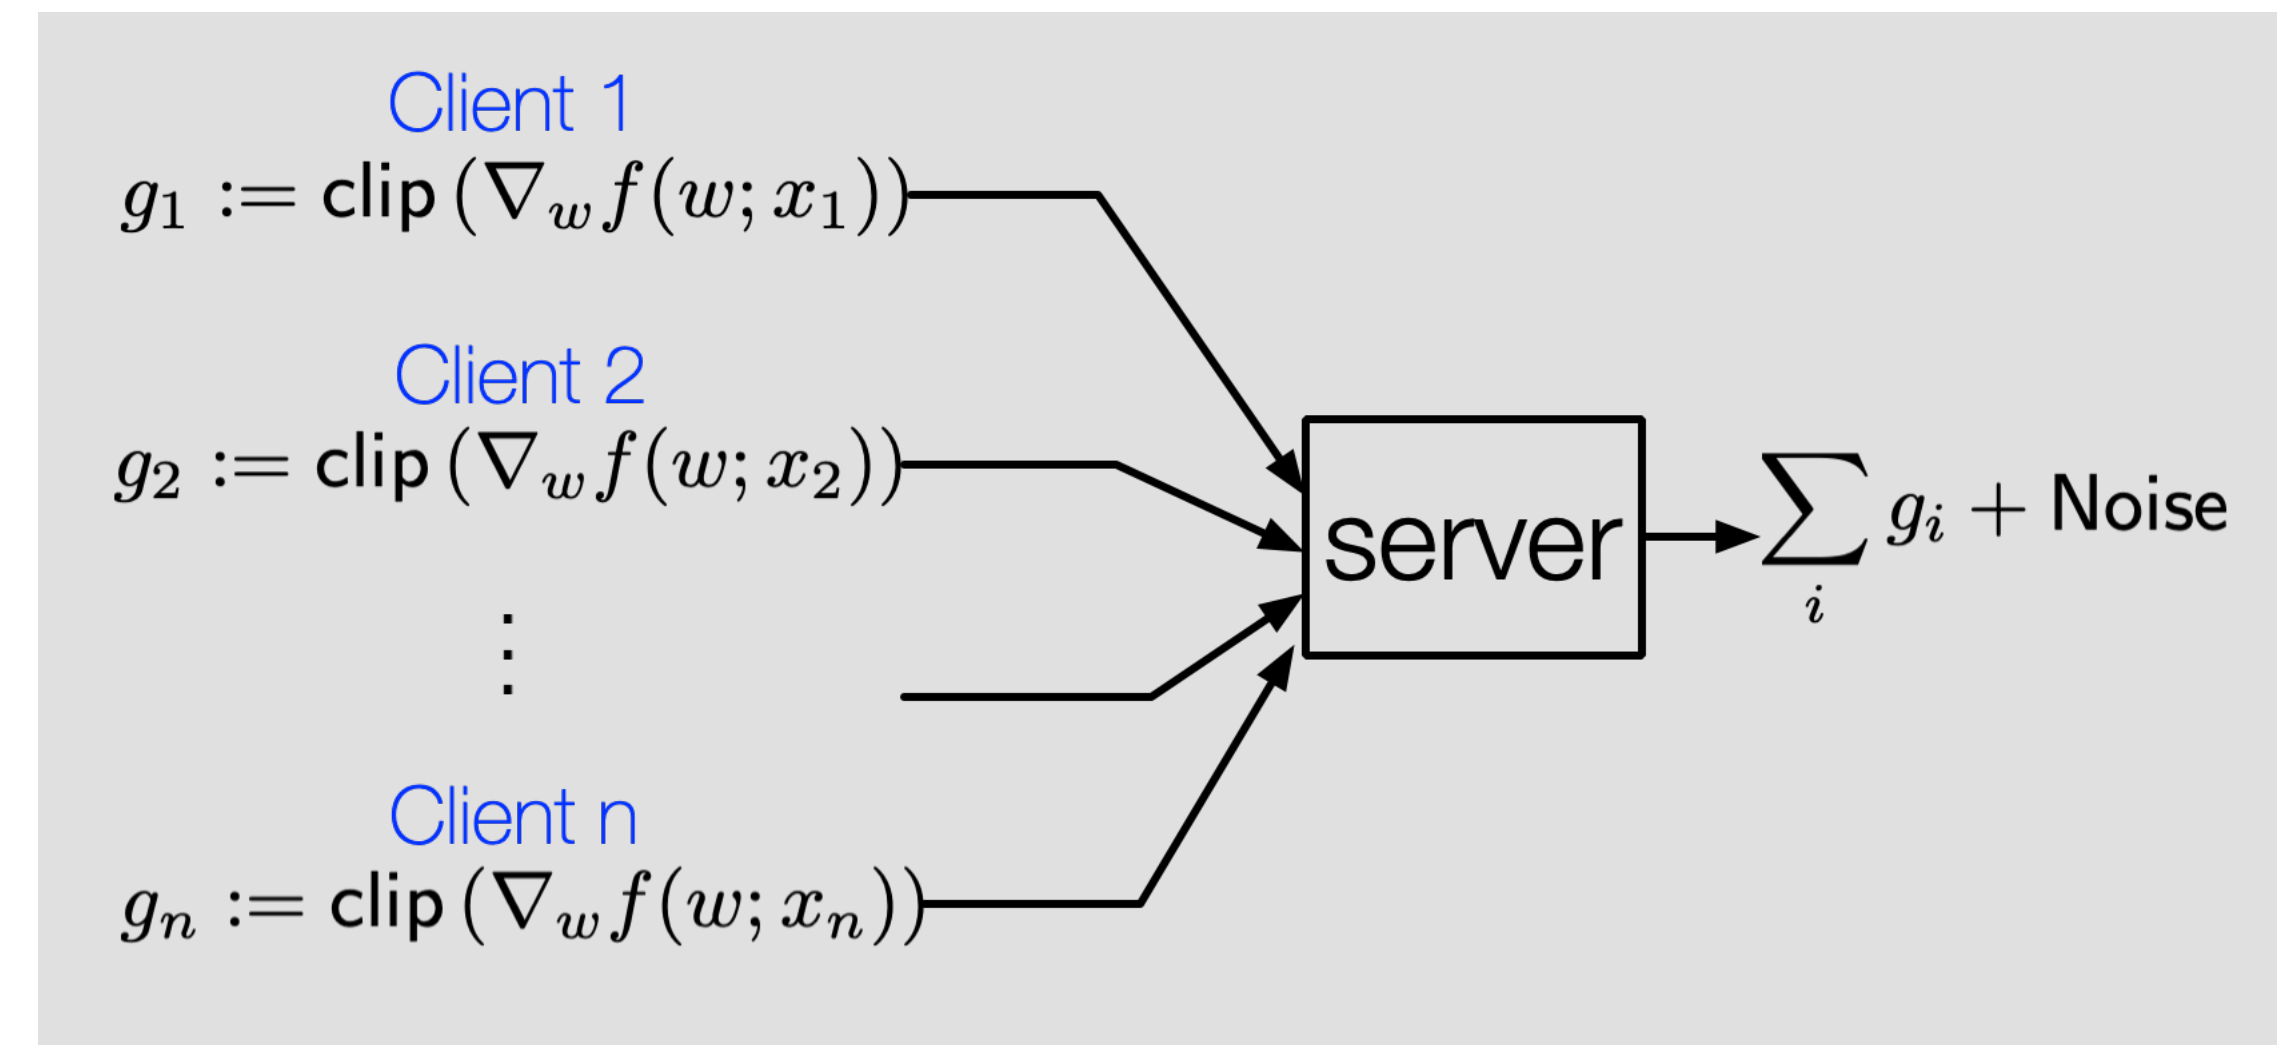 Client 1
g₁ := clip (∇_w f(w; x₁))
Client 2
g₂ := clip (∇_w f(w; x₂))
⋮
server
∑_i g_i + Noise
Client n
g_n := clip (∇_w f(w; x_n))